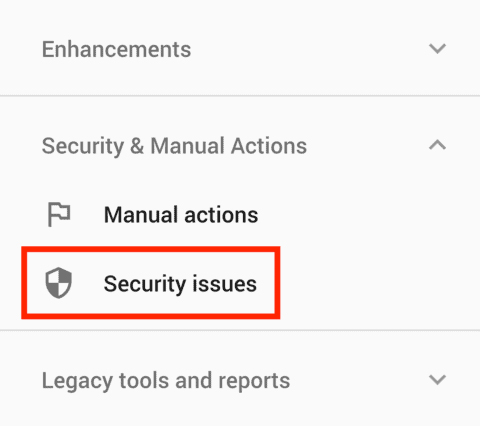 Enhancements
Security & Manual Actions
Manual actions
Security issues
Legacy tools and reports